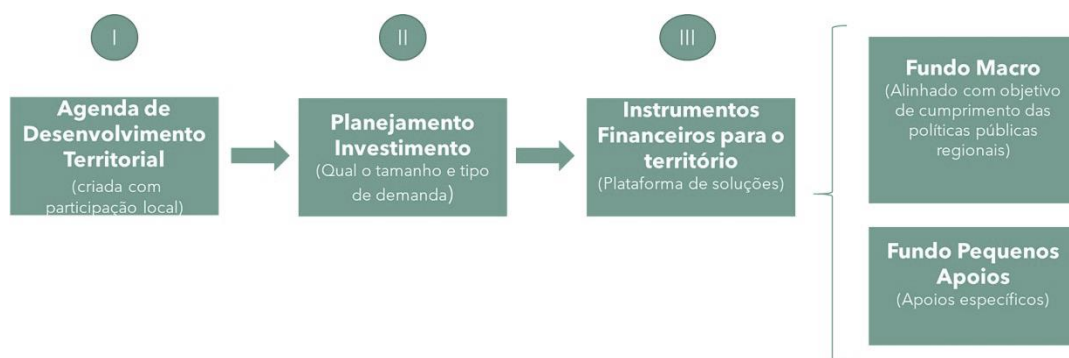 I
II
III
Agenda de
Desenvolvimento
Territorial
(criada com
participação local)
Planejamento
Investimento
(Qual o tamanho e tipo
de demanda)
Instrumentos
Financeiros para o
território
(Plataforma de soluções)
Fundo Macro
(Alinhado com objetivo
de cumprimento das
políticas públicas
regionais)
Fundo Pequenos
Apoios
(Apoios específicos)